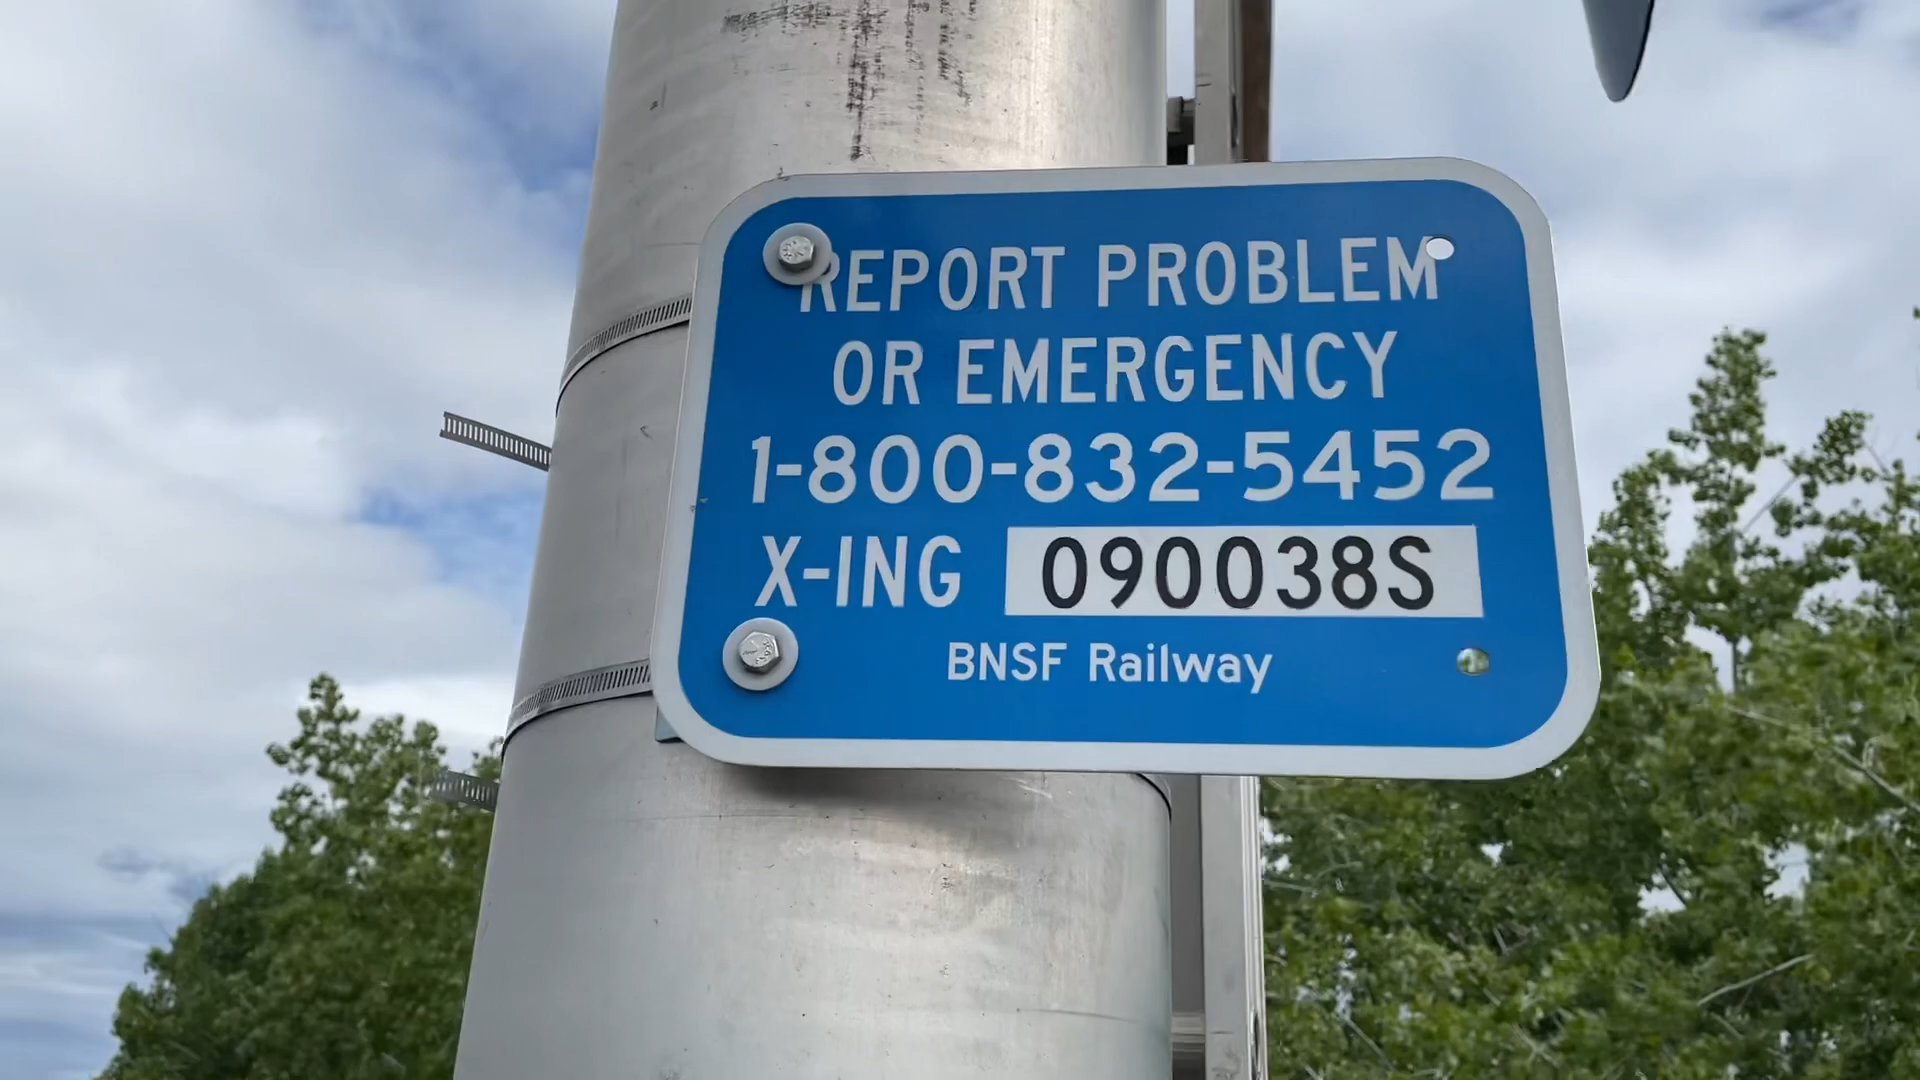 REPORT PROBLEM
OR EMERGENCY
1-800-832-5452
X-ING 090038S
BNSF Railway